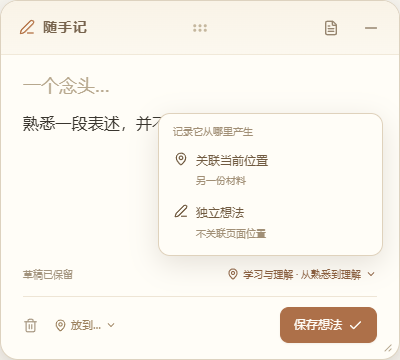 随手记
一个念头...
熟悉一段表述，并
记录它从哪里产生
关联当前位置
另一份材料
独立想法
不关联页面位置
草稿已保留
学习与理解 · 从熟悉到理解
放到...
保存想法